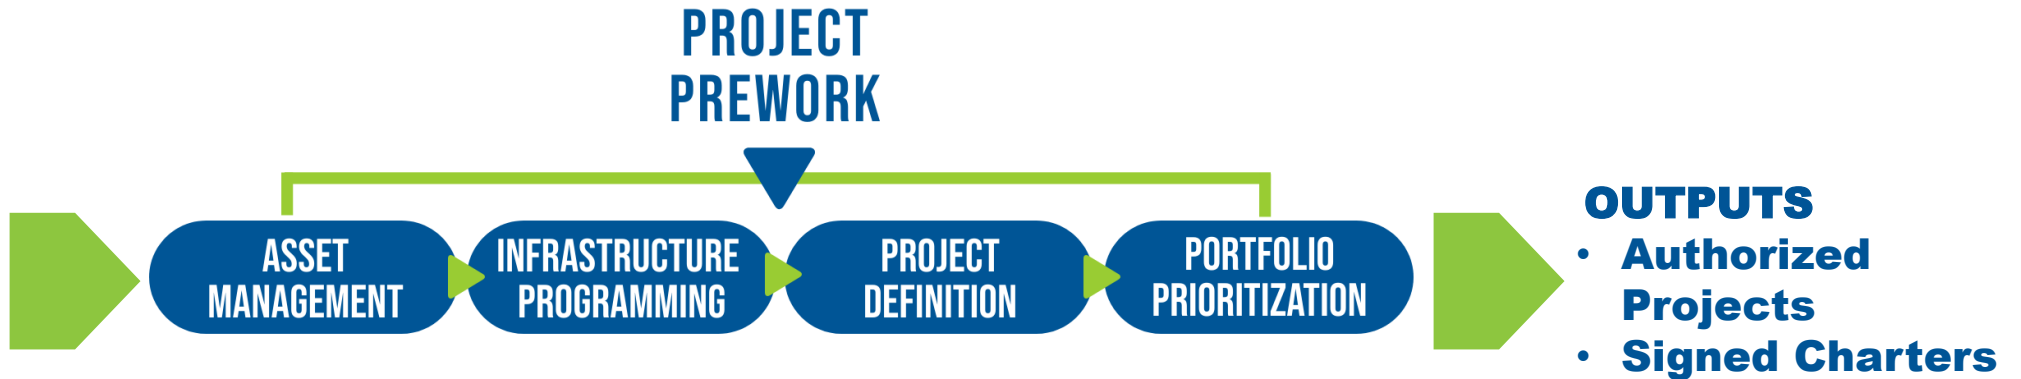 PROJECT
PREWORK
ASSET
MANAGEMENT
INFRASTRUCTURE
PROGRAMMING
PROJECT
DEFINITION
PORTFOLIO
PRIORITIZATION
OUTPUTS
• Authorized
Projects
• Signed Charters